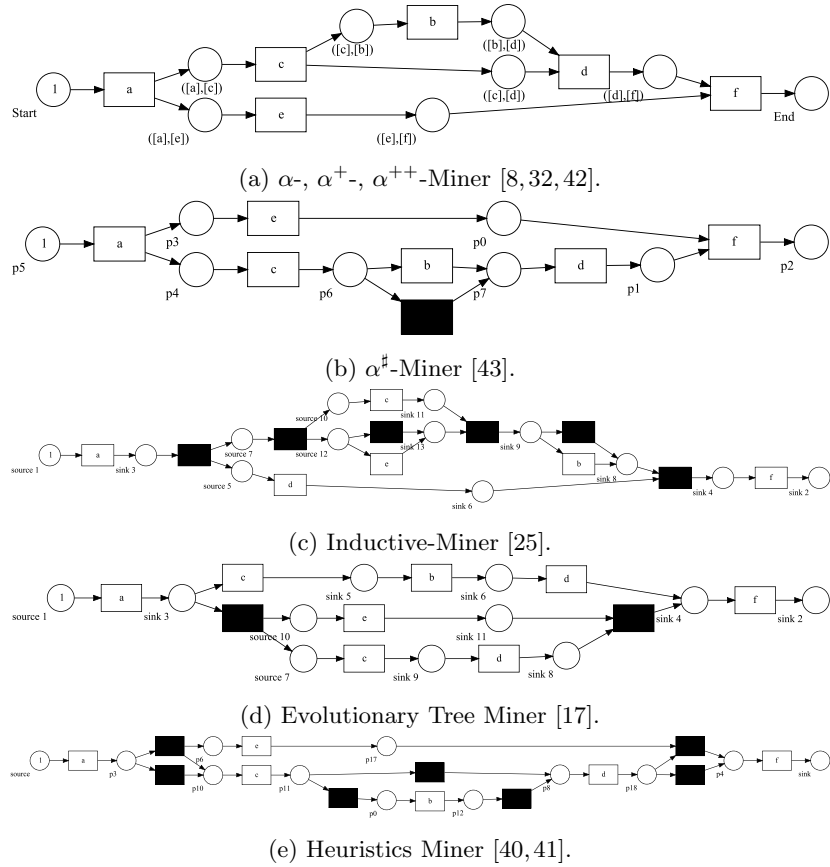 ([c],[b])
b
([b],[d])
1
Start
a
([a],[c])
c
([c],[d])
d
([d],[f])
f
End
([a],[e])
e
([e],[f])
(a) α-, α⁺-, α⁺⁺-Miner [8, 32, 42].
1
p5
a
p3
e
p0
f
p2
p4
c
p6
b
p7
d
p1
(b) α♯-Miner [43].
source 10
c
sink 11
1
source 1
a
sink 3
source 7
source 12
sink 13
e
sink 9
b
sink 8
source 5
d
sink 6
sink 4
f
sink 2
(c) Inductive-Miner [25].
c
sink 5
b
sink 6
d
1
source 1
a
sink 3
source 10
e
sink 11
sink 4
f
sink 2
source 7
c
sink 9
d
sink 8
(d) Evolutionary Tree Miner [17].
1
source
a
p3
p6
e
p17
p10
c
p11
p0
b
p12
p8
d
p18
p4
f
sink
(e) Heuristics Miner [40, 41].